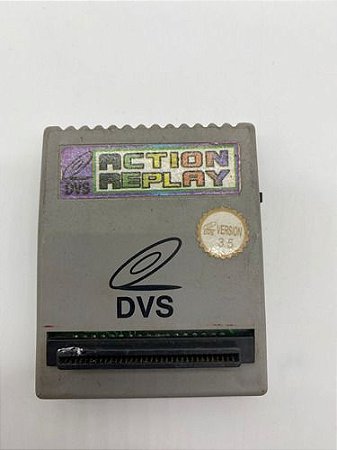 DVS
ACTION
REPLAY
VERSION
3.5
DVS